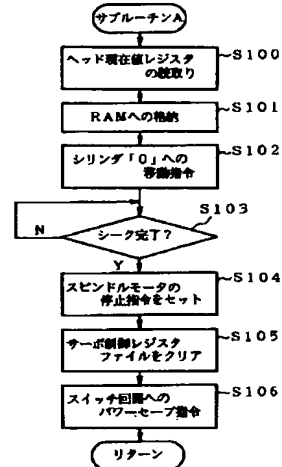 サブルーチンA
ヘッド現在値レジスタ
の読取り
~S100
RAMへの格納
~S101
シリンダ「0」への
移動指令
~S102
シーク完了?
S103
N
Y
スピンドルモータの
停止指令をセット
~S104
サーボ制御レジスタ
ファイルをクリア
~S105
スイッチ回路への
パワーセーブ指令
~S106
リターン